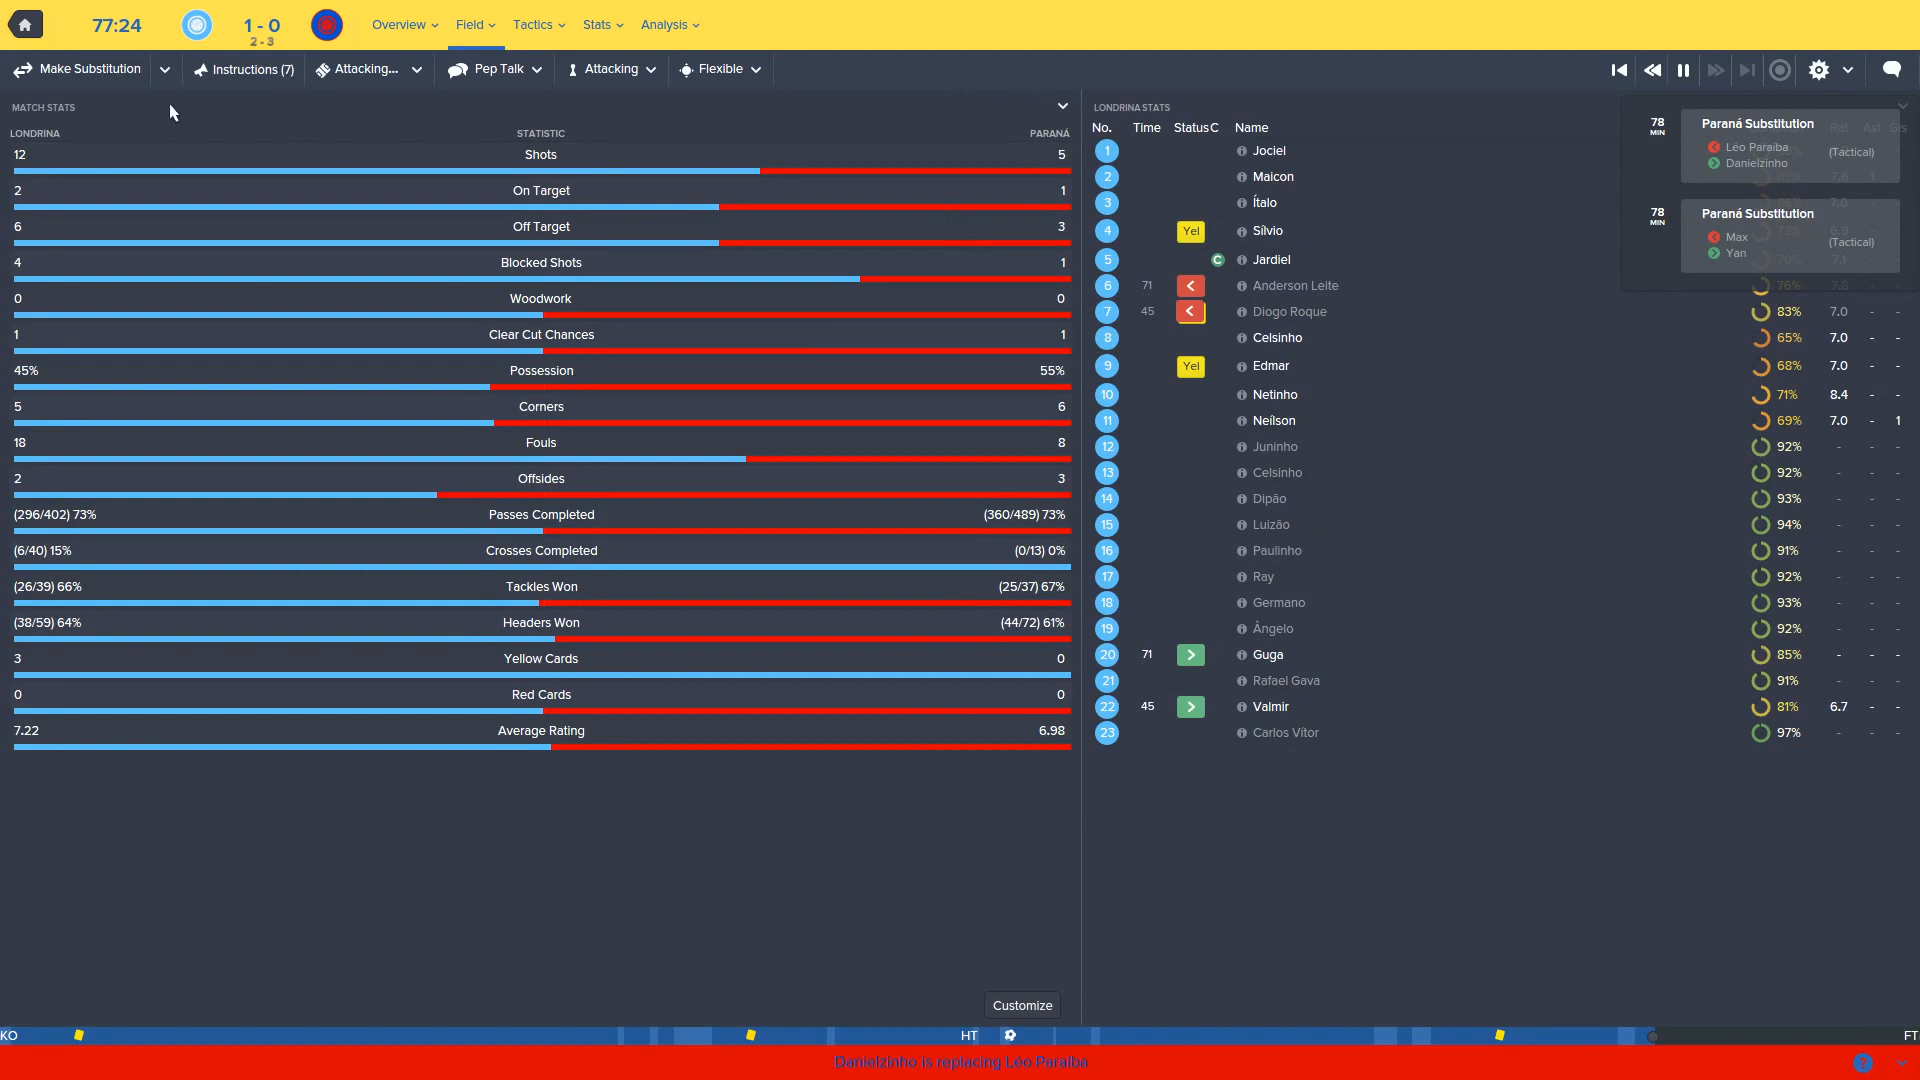 77:24
1 - 0
2 - 3
Overview
Field
Tactics
Stats
Analysis
Make Substitution
Instructions (7)
Attacking...
Pep Talk
Attacking
Flexible
MATCH STATS
LONDRINA STATISTIC PARANÁ
12 Shots 5
2 On Target 1
6 Off Target 3
4 Blocked Shots 1
0 Woodwork 0
1 Clear Cut Chances 1
45% Possession 55%
5 Corners 6
18 Fouls 8
2 Offsides 3
(296/402) 73% Passes Completed (360/489) 73%
(6/40) 15% Crosses Completed (0/13) 0%
(26/39) 66% Tackles Won (25/37) 67%
(38/59) 64% Headers Won (44/72) 61%
3 Yellow Cards 0
0 Red Cards 0
7.22 Average Rating 6.98
Customize
LONDRINA STATS
No. Time Status C Name
1 Jociel
2 Maicon
3 Ítalo
4 Yel Sílvio
5 C Jardiel
6 71 Anderson Leite 76% 7.8 - -
7 45 Diogo Roque 83% 7.0 - -
8 Celsinho 65% 7.0 - -
9 Yel Edmar 68% 7.0 - -
10 Netinho 71% 8.4 - -
11 Neílson 69% 7.0 - 1
12 Juninho 92% - - -
13 Celsinho 92% - - -
14 Dipão 93% - - -
15 Luizão 94% - - -
16 Paulinho 91% - - -
17 Ray 92% - - -
18 Germano 93% - - -
19 Ângelo 92% - - -
20 71 Guga 85% - - -
21 Rafael Gava 91% - - -
22 45 Valmir 81% 6.7 - -
23 Carlos Vítor 97% - - -
78 MIN
Paraná Substitution
Léo Paraíba
Danielzinho
(Tactical)
78 MIN
Paraná Substitution
Max
Yan
(Tactical)
KO HT FT
Danielzinho is replacing Léo Paraíba